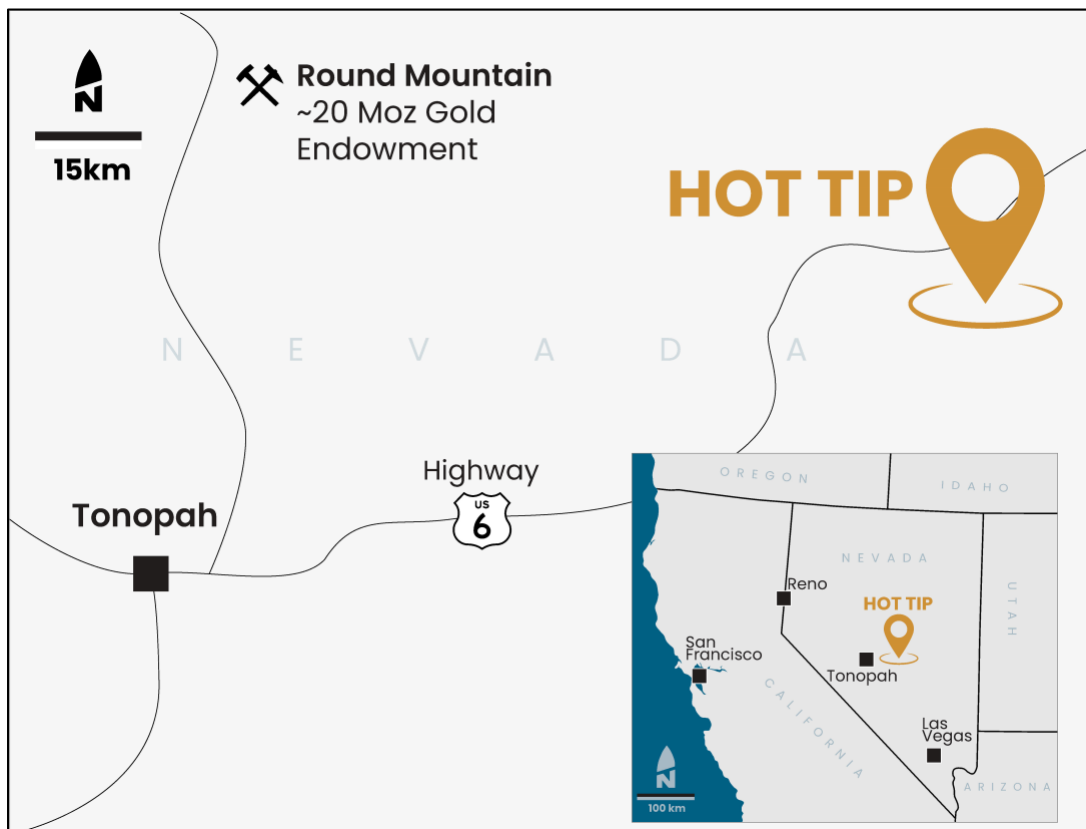 N
15km
Round Mountain
~20 Moz Gold
Endowment
HOT TIP
NEVADA
Highway
US
6
Tonopah
OREGON
IDAHO
NEVADA
UTAH
Reno
HOT TIP
San
Francisco
Tonopah
CALIFORNIA
Las
Vegas
ARIZONA
N
100 km